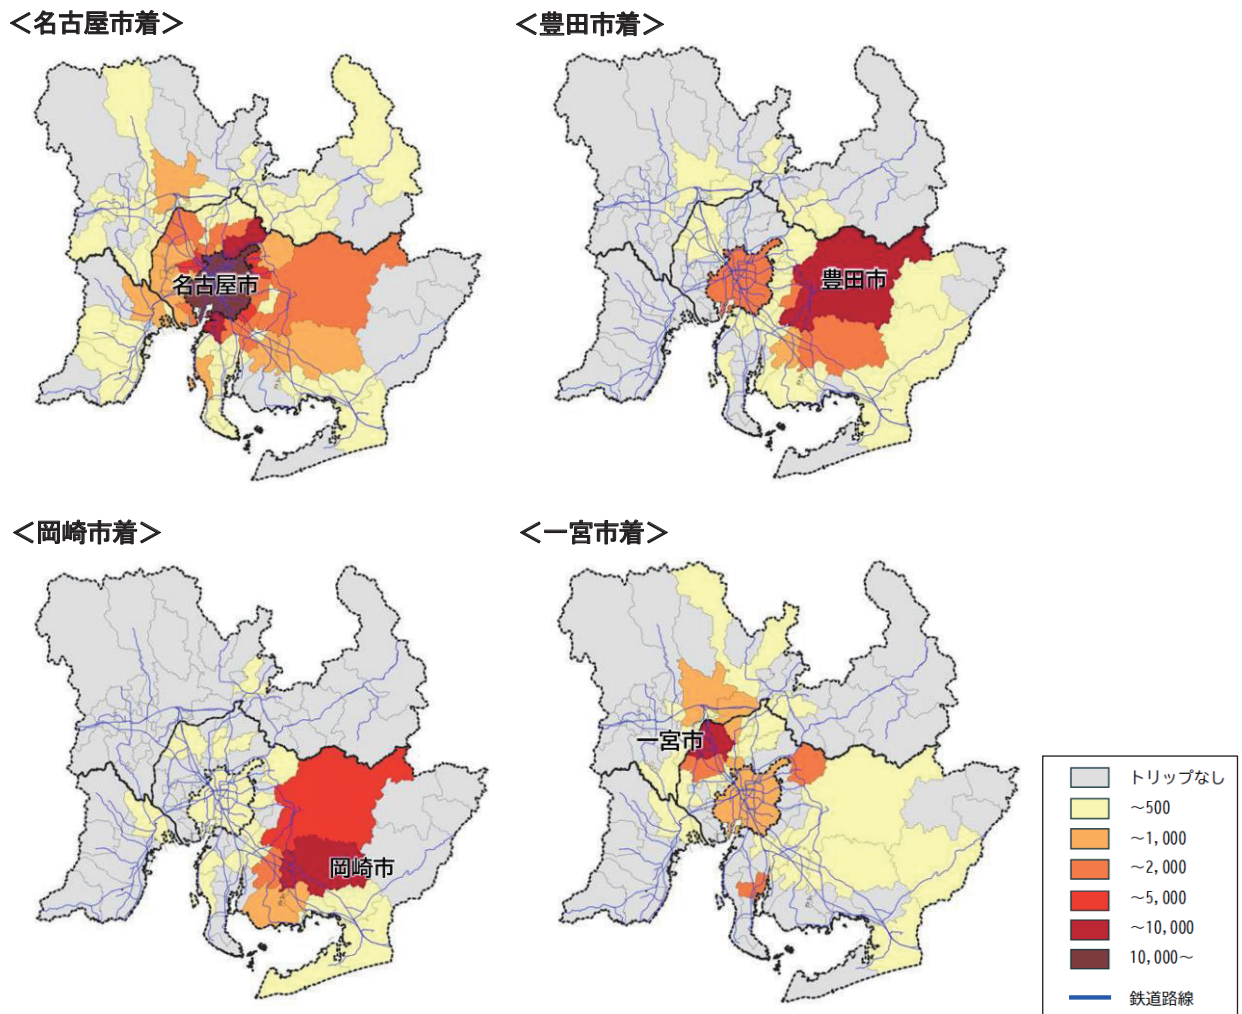 ＜名古屋市着＞
＜豊田市着＞
名古屋市
豊田市
＜岡崎市着＞
＜一宮市着＞
岡崎市
一宮市
トリップなし
～500
～1,000
～2,000
～5,000
～10,000
10,000～
鉄道路線